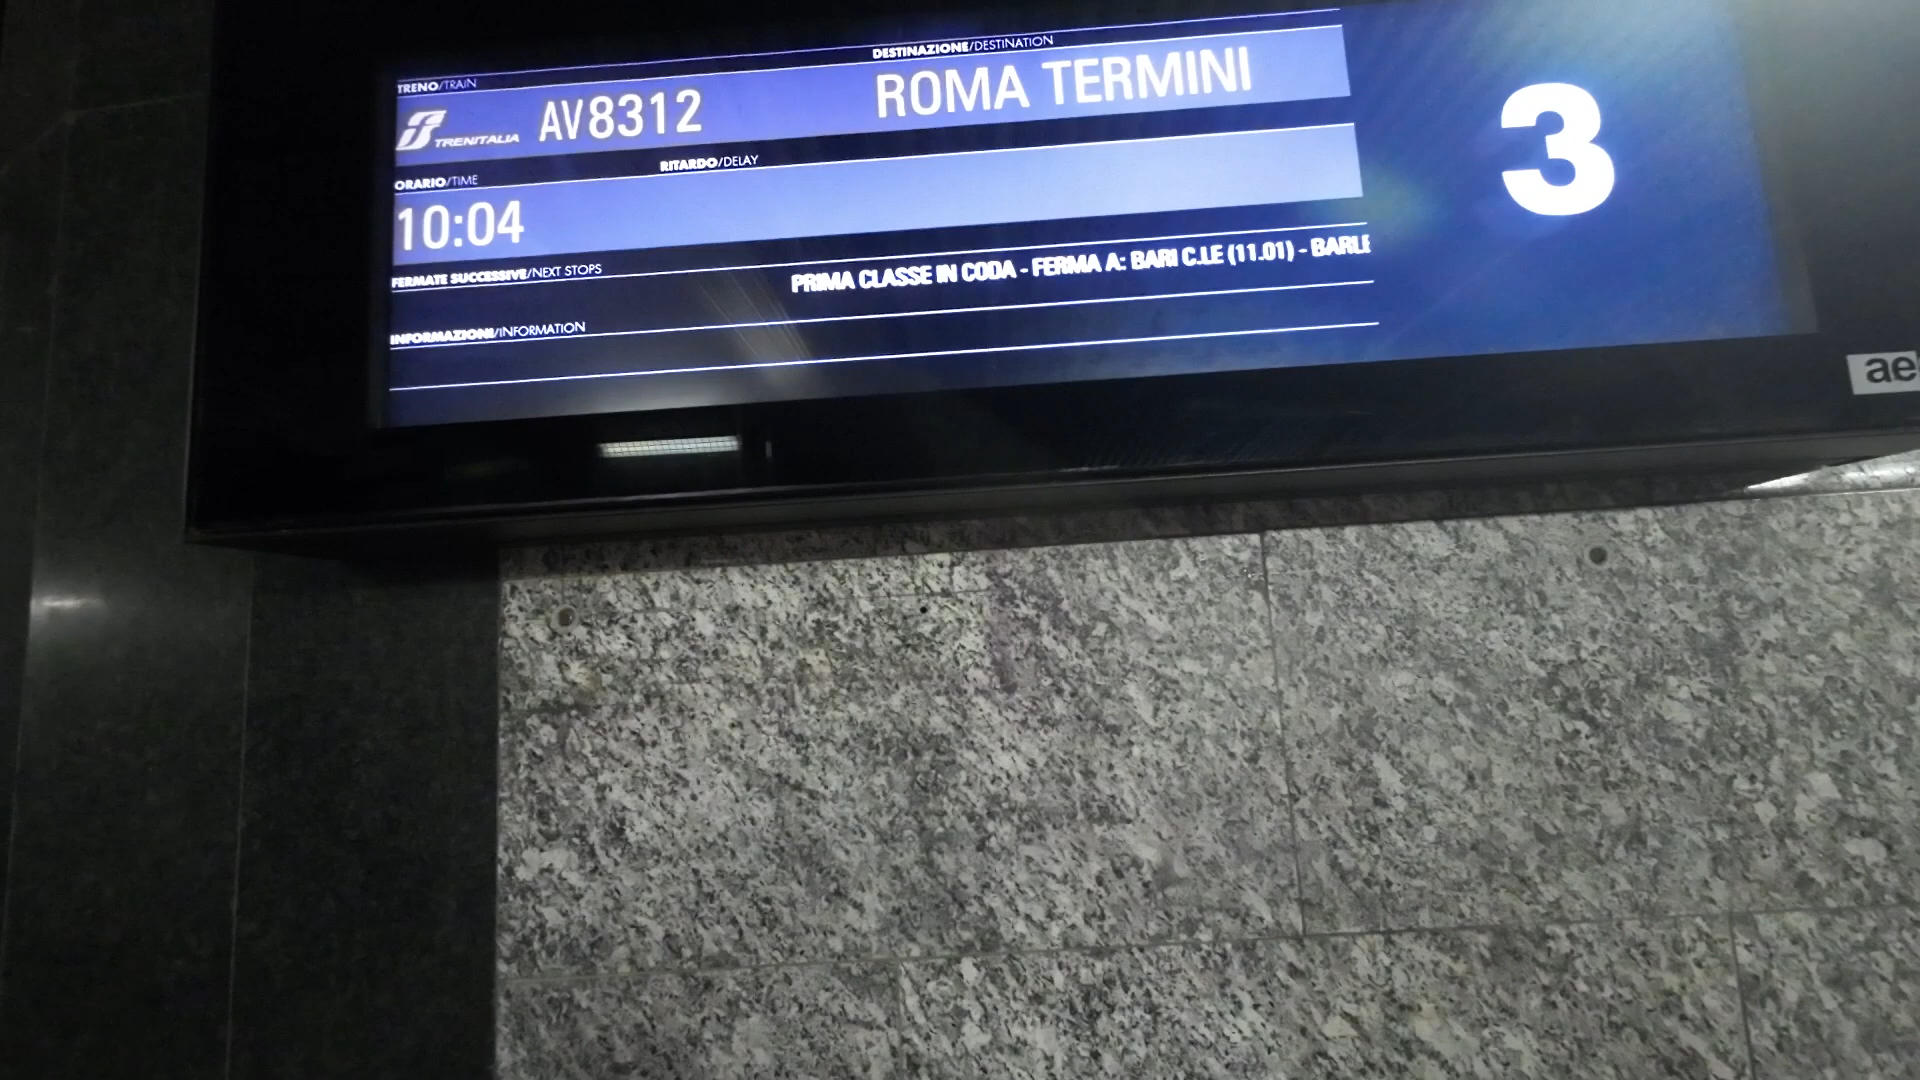 TRENO/TRAIN
DESTINAZIONE/DESTINATION
TRENITALIA AV8312 ROMA TERMINI
3
ORARIO/TIME
RITARDO/DELAY
10:04
FERMATE SUCCESSIVE/NEXT STOPS
PRIMA CLASSE IN CODA - FERMA A: BARI C.LE (11.01) - BARLE
INFORMAZIONI/INFORMATION
ae